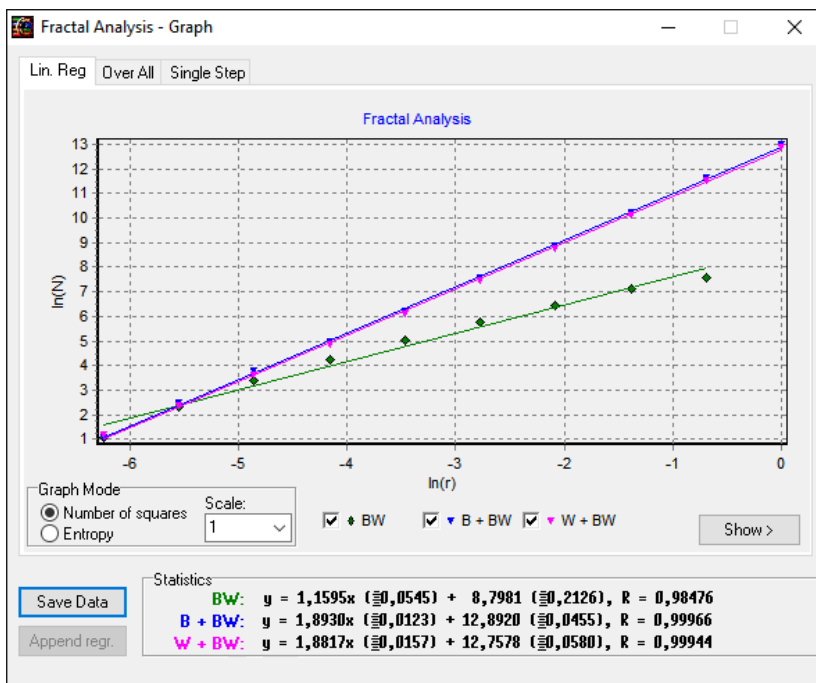 Fractal Analysis - Graph
Lin. Reg Over All Single Step
Fractal Analysis
ln(N)
13
12
11
10
9
8
7
6
5
4
3
2
1
-6 -5 -4 -3 -2 -1 0
ln(r)
Graph Mode
Number of squares
Entropy
Scale:
1
BW B + BW W + BW
Show >
Save Data
Append regr.
Statistics
BW: y = 1,1595x (±0,0545) + 8,7981 (±0,2126), R = 0,98476
B + BW: y = 1,8930x (±0,0123) + 12,8920 (±0,0455), R = 0,99966
W + BW: y = 1,8817x (±0,0157) + 12,7578 (±0,0580), R = 0,99944